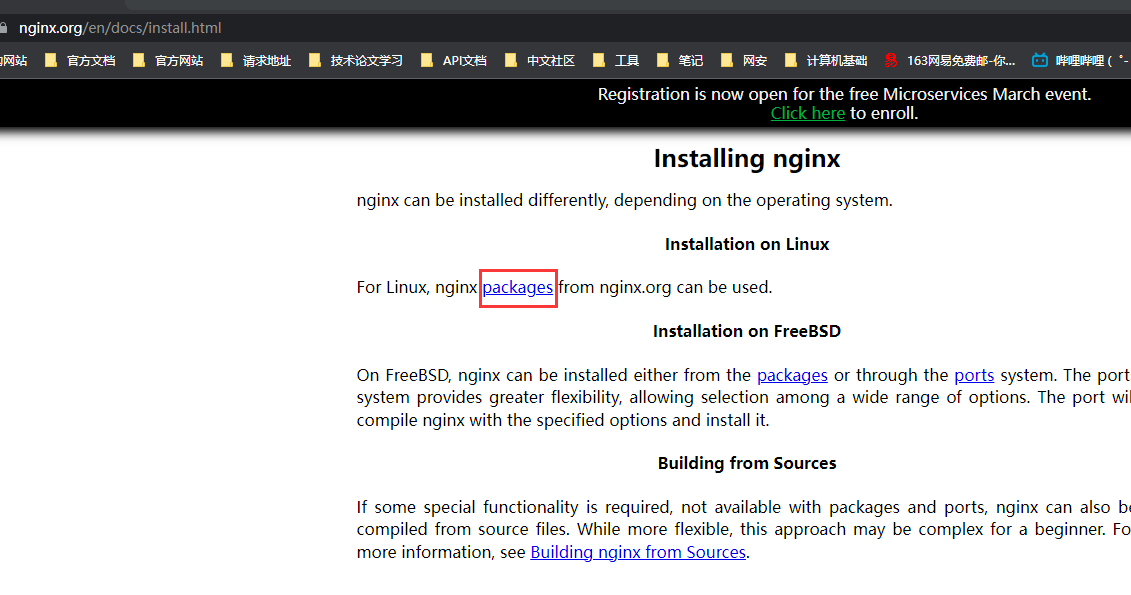 nginx.org/en/docs/install.html
网站 官方文档 官方网站 请求地址 技术论文学习 API文档 中文社区 工具 笔记 网安 计算机基础 163网易免费邮-你... 哔哩哔哩 ( ゜-
Registration is now open for the free Microservices March event.
Click here to enroll.
Installing nginx
nginx can be installed differently, depending on the operating system.
Installation on Linux
For Linux, nginx packages from nginx.org can be used.
Installation on FreeBSD
On FreeBSD, nginx can be installed either from the packages or through the ports system. The port
system provides greater flexibility, allowing selection among a wide range of options. The port wil
compile nginx with the specified options and install it.
Building from Sources
If some special functionality is required, not available with packages and ports, nginx can also be
compiled from source files. While more flexible, this approach may be complex for a beginner. Fo
more information, see Building nginx from Sources.